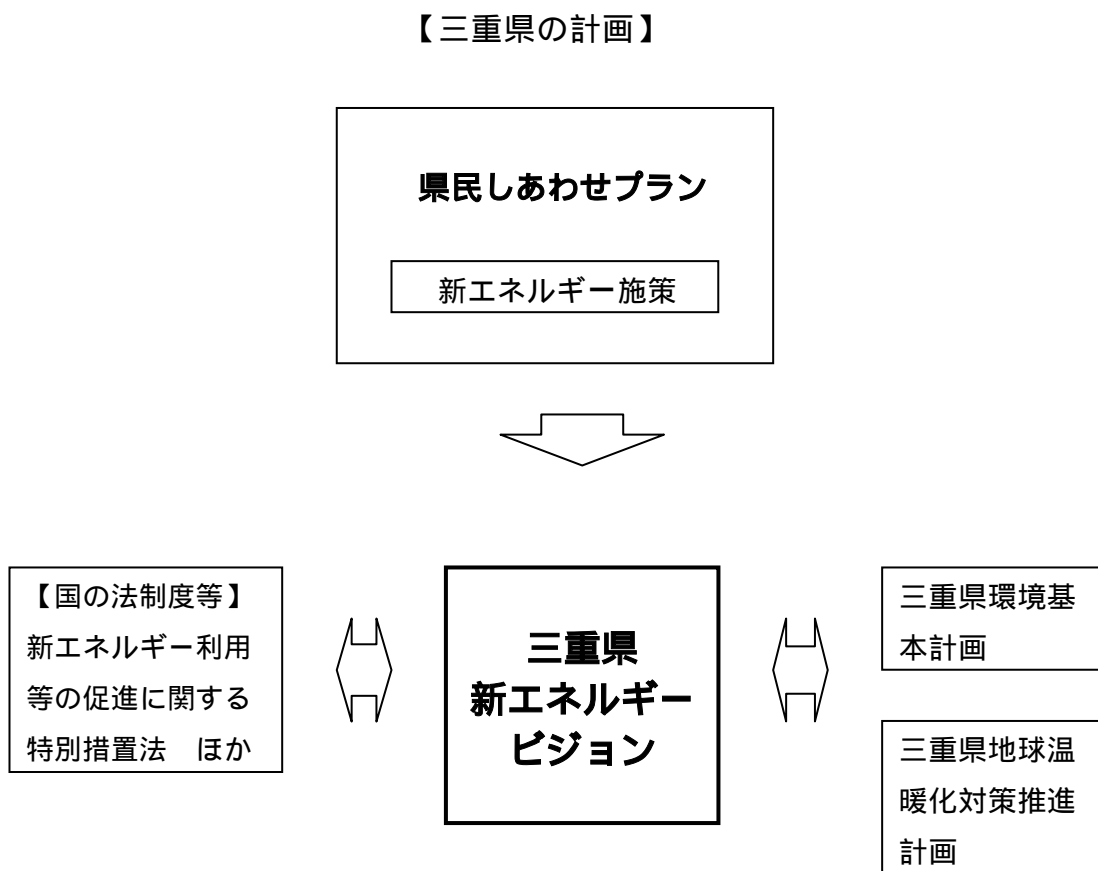 【三重県の計画】
県民しあわせプラン
新エネルギー施策
【国の法制度等】
新エネルギー利用
等の促進に関する
特別措置法　ほか
三重県
新エネルギー
ビジョン
三重県環境基
本計画
三重県地球温
暖化対策推進
計画